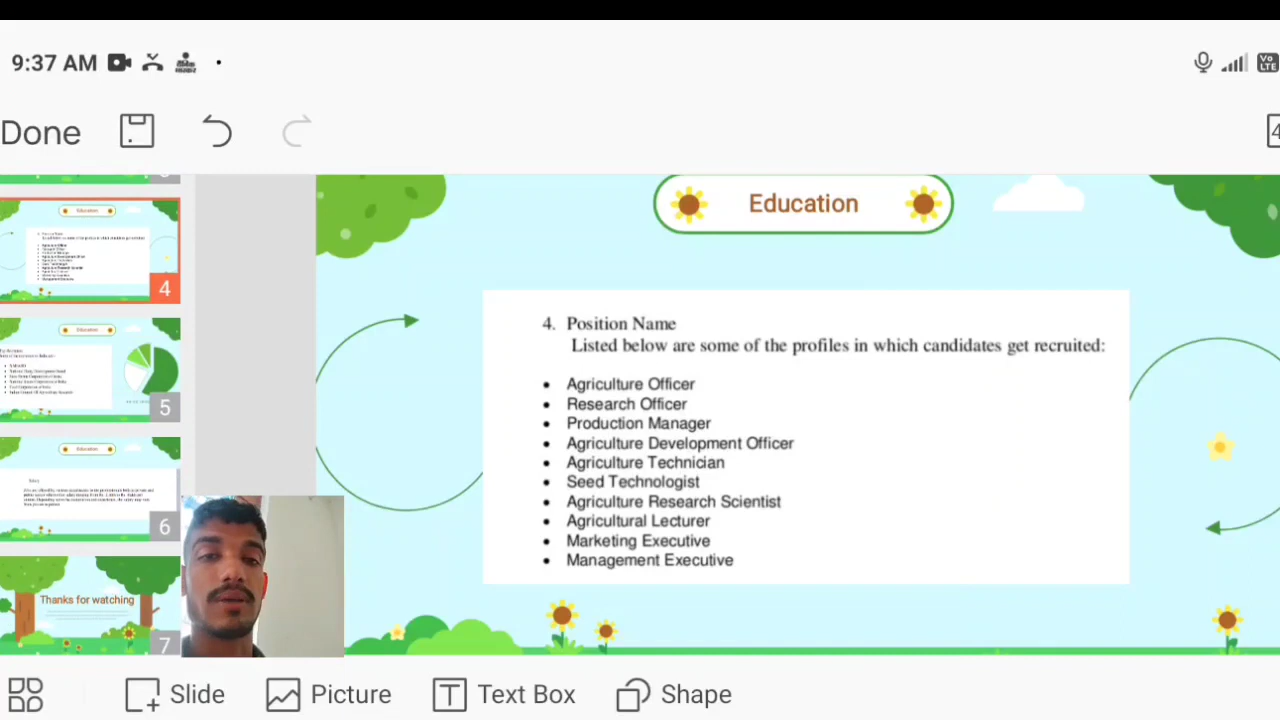 9:37 AM
Vo
LTE
Done
4
Education
4. Position Name
Listed below are some of the profiles in which candidates get recruited:
• Agriculture Officer
• Research Officer
• Production Manager
• Agriculture Development Officer
• Agriculture Technician
• Seed Technologist
• Agriculture Research Scientist
• Agricultural Lecturer
• Marketing Executive
• Management Executive
Education
4
Education
5
Education
6
Thanks for watching
7
Slide
Picture
Text Box
Shape